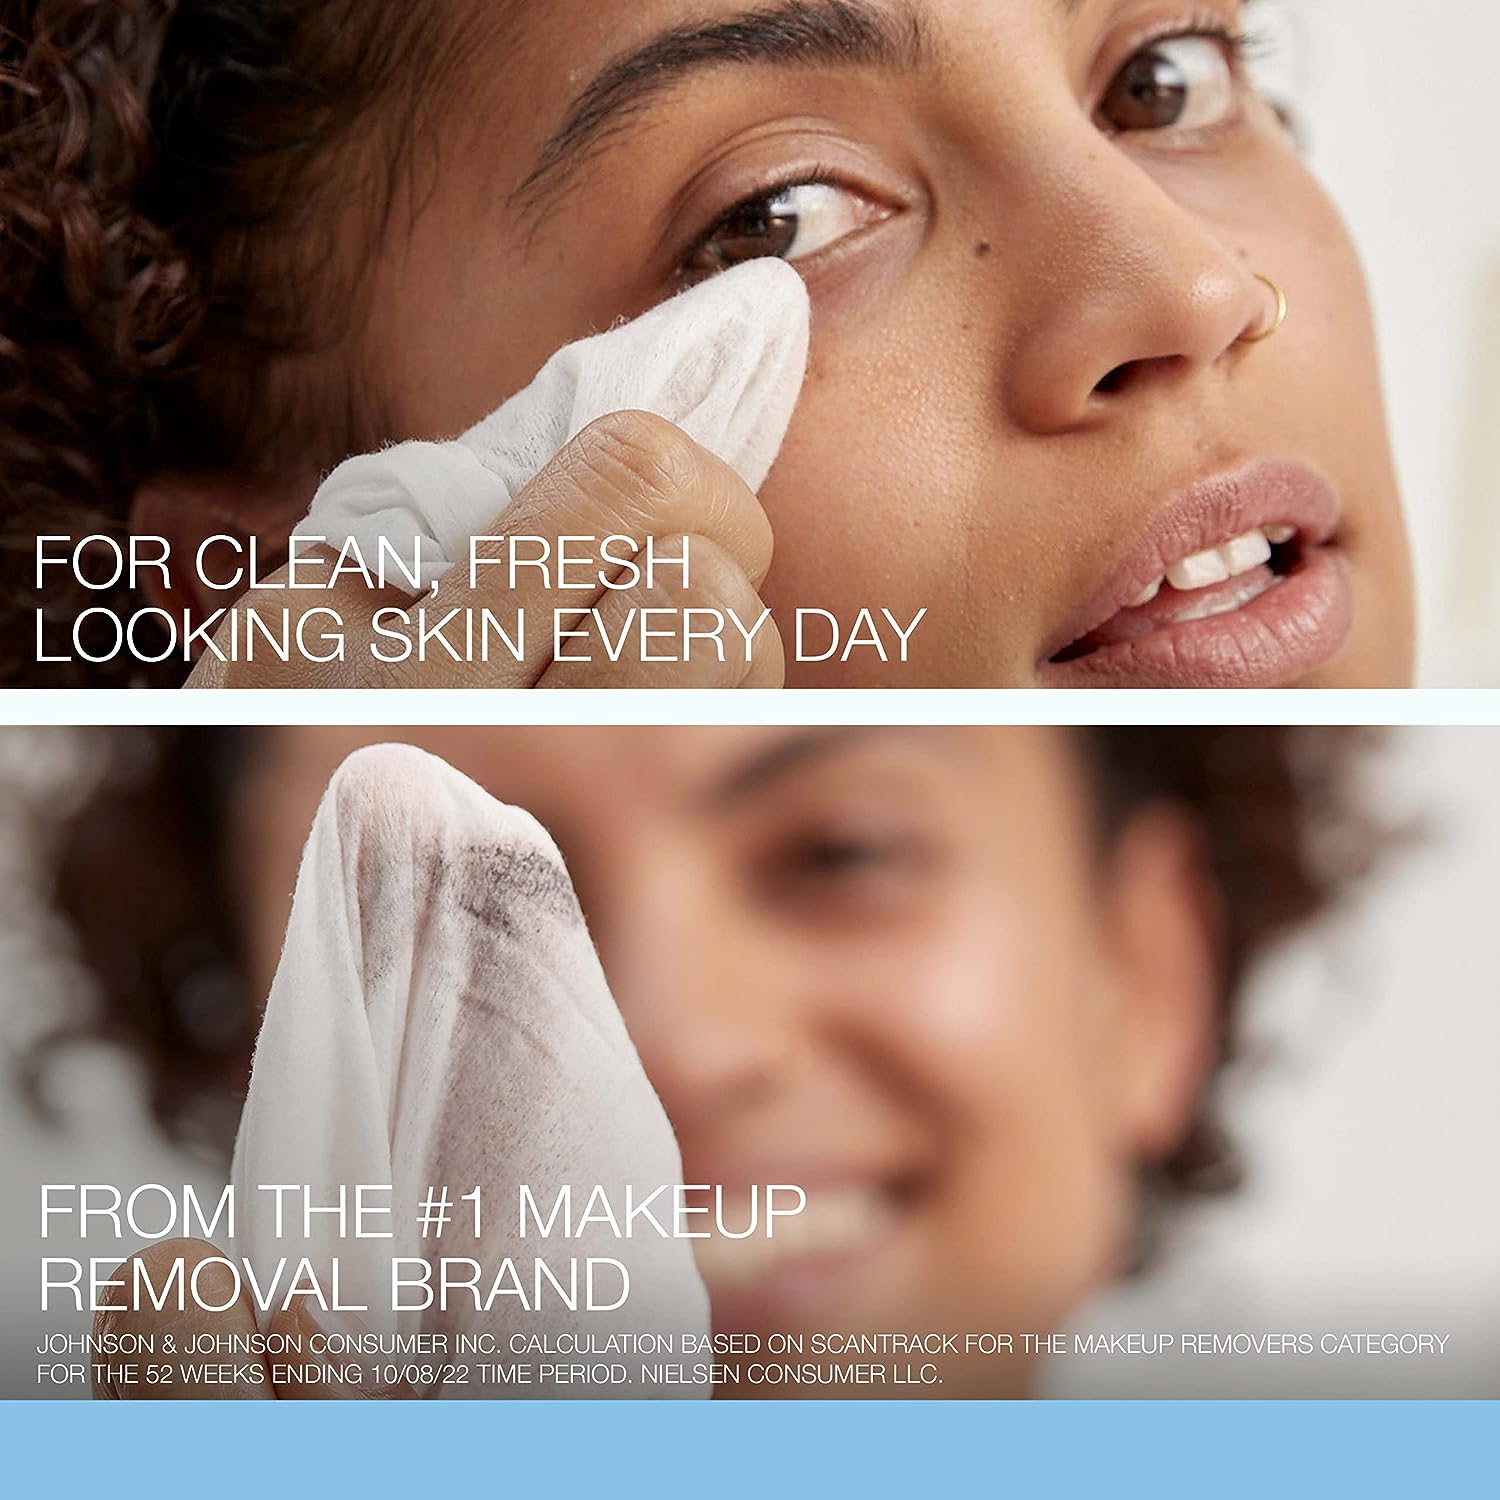 FOR CLEAN, FRESH
LOOKING SKIN EVERY DAY
FROM THE #1 MAKEUP
REMOVAL BRAND
JOHNSON & JOHNSON CONSUMER INC. CALCULATION BASED ON SCANTRACK FOR THE MAKEUP REMOVERS CATEGORY
FOR THE 52 WEEKS ENDING 10/08/22 TIME PERIOD. NIELSEN CONSUMER LLC.